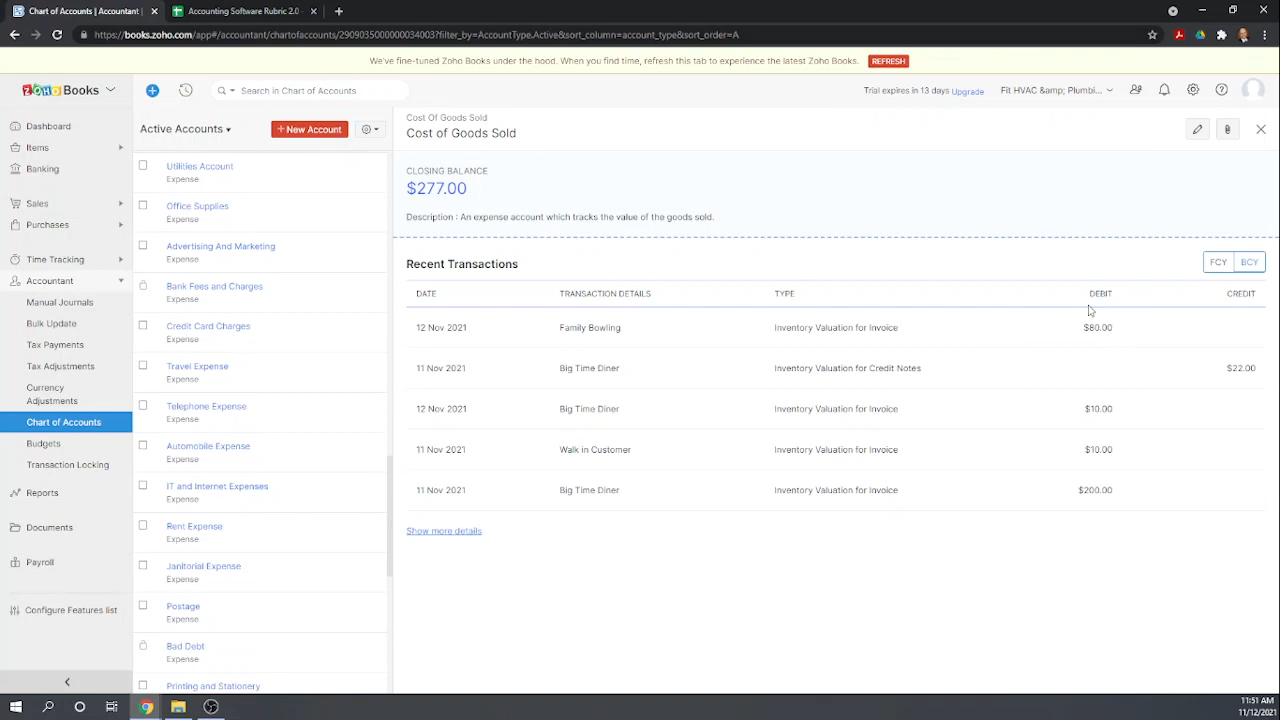 Chart of Accounts | Accountant
Accounting Software Rubric 2.0 -
https://books.zoho.com/app#/accountant/chartofaccounts/2909035000000034003?filter_by=AccountType.Active&sort_column=account_type&sort_order=A
We've fine-tuned Zoho Books under the hood. When you find time, refresh this tab to experience the latest Zoho Books. REFRESH
ZOHO Books
Search in Chart of Accounts
Trial expires in 13 days Upgrade
Fit HVAC &amp; Plumbi...
Dashboard
Items
Banking
Sales
Purchases
Time Tracking
Accountant
Manual Journals
Bulk Update
Tax Payments
Tax Adjustments
Currency
Adjustments
Chart of Accounts
Budgets
Transaction Locking
Reports
Documents
Payroll
Configure Features list
Active Accounts
+ New Account
Utilities Account
Expense
Office Supplies
Expense
Advertising And Marketing
Expense
Bank Fees and Charges
Expense
Credit Card Charges
Expense
Travel Expense
Expense
Telephone Expense
Expense
Automobile Expense
Expense
IT and Internet Expenses
Expense
Rent Expense
Expense
Janitorial Expense
Expense
Postage
Expense
Bad Debt
Expense
Printing and Stationery
Cost Of Goods Sold
Cost of Goods Sold
CLOSING BALANCE
$277.00
Description : An expense account which tracks the value of the goods sold.
Recent Transactions
FCY BCY
DATE TRANSACTION DETAILS TYPE DEBIT CREDIT
12 Nov 2021 Family Bowling Inventory Valuation for Invoice $80.00
11 Nov 2021 Big Time Diner Inventory Valuation for Credit Notes $22.00
12 Nov 2021 Big Time Diner Inventory Valuation for Invoice $10.00
11 Nov 2021 Walk in Customer Inventory Valuation for Invoice $10.00
11 Nov 2021 Big Time Diner Inventory Valuation for Invoice $200.00
Show more details
11:51 AM
11/12/2021